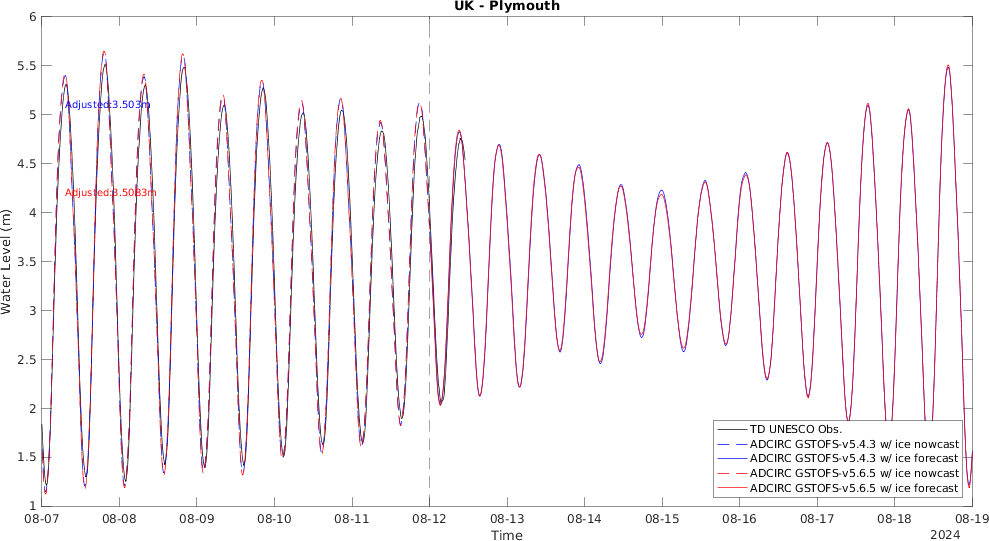 UK - Plymouth
6
5.5
5
4.5
4
3.5
3
2.5
2
1.5
1
Water Level (m)
Adjusted:3.503m
Adjusted:3.5083m
TD UNESCO Obs.
ADCIRC GSTOFS-v5.4.3 w/ ice nowcast
ADCIRC GSTOFS-v5.4.3 w/ ice forecast
ADCIRC GSTOFS-v5.6.5 w/ ice nowcast
ADCIRC GSTOFS-v5.6.5 w/ ice forecast
08-07 08-08 08-09 08-10 08-11 08-12 08-13 08-14 08-15 08-16 08-17 08-18 08-19
Time
2024